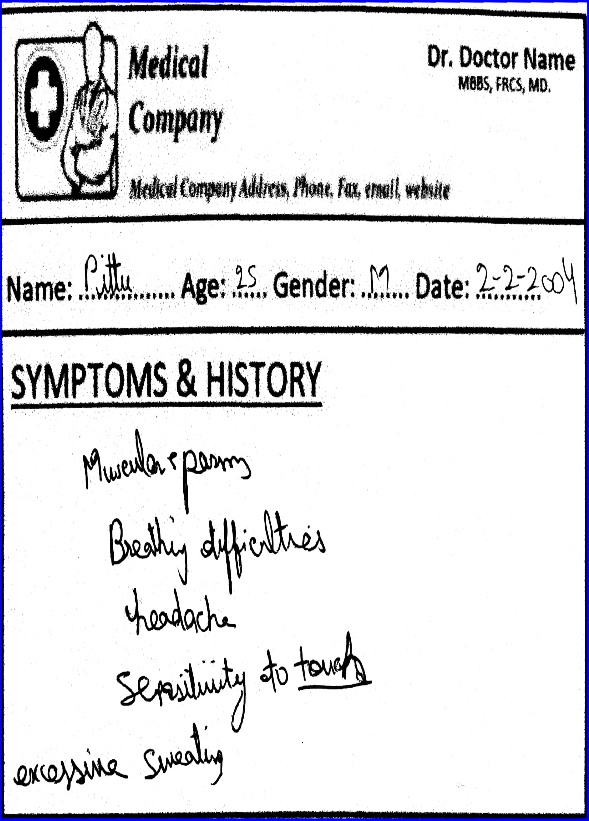 Medical
Company
Dr. Doctor Name
MBBS, FRCS, MD.
Medical Company Address, Phone, Fax, email, website
Name: Pittu Age: 25 Gender: M Date: 2-2-2004
SYMPTOMS & HISTORY
Muscular spasms
Breathing difficulties
headache
Sensitivity to touch
excessive sweating